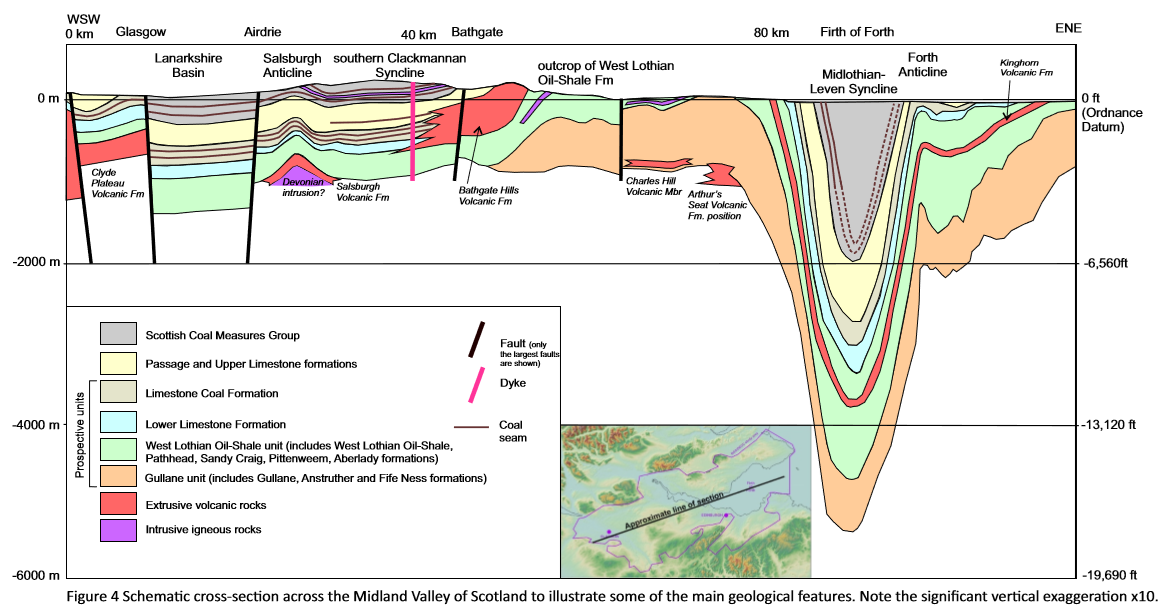 WSW
0 km
Glasgow
Airdrie
40 km
Bathgate
80 km
Firth of Forth
ENE
Lanarkshire
Basin
Salsburgh
Anticline
southern Clackmannan
Syncline
outcrop of West Lothian
Oil-Shale Fm
Midlothian-
Leven Syncline
Forth
Anticline
Kinghorn
Volcanic Fm
0 m
0 ft
(Ordnance
Datum)
Clyde
Plateau
Volcanic Fm
Devonian
intrusion?
Salsburgh
Volcanic Fm
Bathgate Hills
Volcanic Fm
Charles Hill
Volcanic Mbr
Arthur's
Seat Volcanic
Fm. position
-2000 m
-6,560ft
Scottish Coal Measures Group
Passage and Upper Limestone formations
Prospective units
Limestone Coal Formation
Lower Limestone Formation
West Lothian Oil-Shale unit (includes West Lothian Oil-Shale,
Pathhead, Sandy Craig, Pittenweem, Aberlady formations)
Gullane unit (includes Gullane, Anstruther and Fife Ness formations)
Extrusive volcanic rocks
Intrusive igneous rocks
Fault (only
the largest faults
are shown)
Dyke
Coal
seam
-4000 m
-13,120 ft
Approximate line of section
-6000 m
-19,690 ft
Figure 4 Schematic cross-section across the Midland Valley of Scotland to illustrate some of the main geological features. Note the significant vertical exaggeration x10.